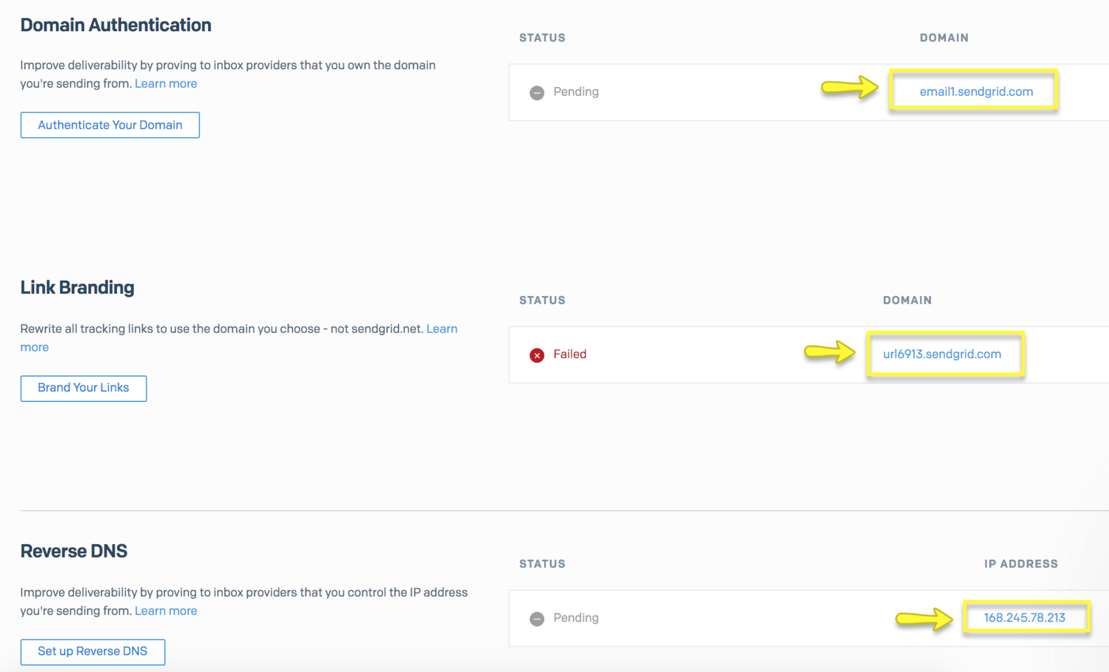 Domain Authentication
STATUS
DOMAIN
Improve deliverability by proving to inbox providers that you own the domain
you're sending from. Learn more
Pending
email1.sendgrid.com
Authenticate Your Domain
Link Branding
STATUS
DOMAIN
Rewrite all tracking links to use the domain you choose - not sendgrid.net. Learn
more
Failed
url6913.sendgrid.com
Brand Your Links
Reverse DNS
STATUS
IP ADDRESS
Improve deliverability by proving to inbox providers that you control the IP address
you're sending from. Learn more
Pending
168.245.78.213
Set up Reverse DNS